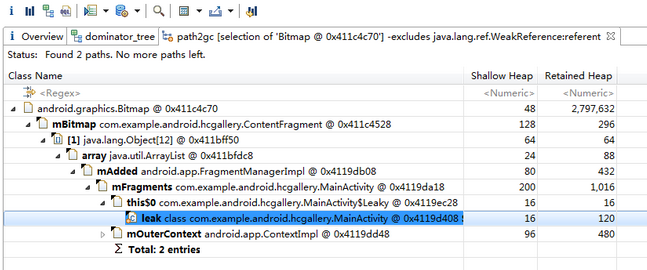 Overview dominator_tree path2gc [selection of 'Bitmap @ 0x411c4c70'] -excludes java.lang.ref.WeakReference:referent
Status: Found 2 paths. No more paths left.
Class Name Shallow Heap Retained Heap
<Regex> <Numeric> <Numeric>
android.graphics.Bitmap @ 0x411c4c70 48 2,797,632
mBitmap com.example.android.hcgallery.ContentFragment @ 0x411c4528 128 296
[1] java.lang.Object[12] @ 0x411bff50 64 64
array java.util.ArrayList @ 0x411bfdc8 24 88
mAdded android.app.FragmentManagerImpl @ 0x4119db08 80 432
mFragments com.example.android.hcgallery.MainActivity @ 0x4119da18 200 1,016
this$0 com.example.android.hcgallery.MainActivity$Leaky @ 0x4119ec28 16 16
leak class com.example.android.hcgallery.MainActivity @ 0x4119d408 16 120
mOuterContext android.app.ContextImpl @ 0x4119dd48 96 480
Σ Total: 2 entries